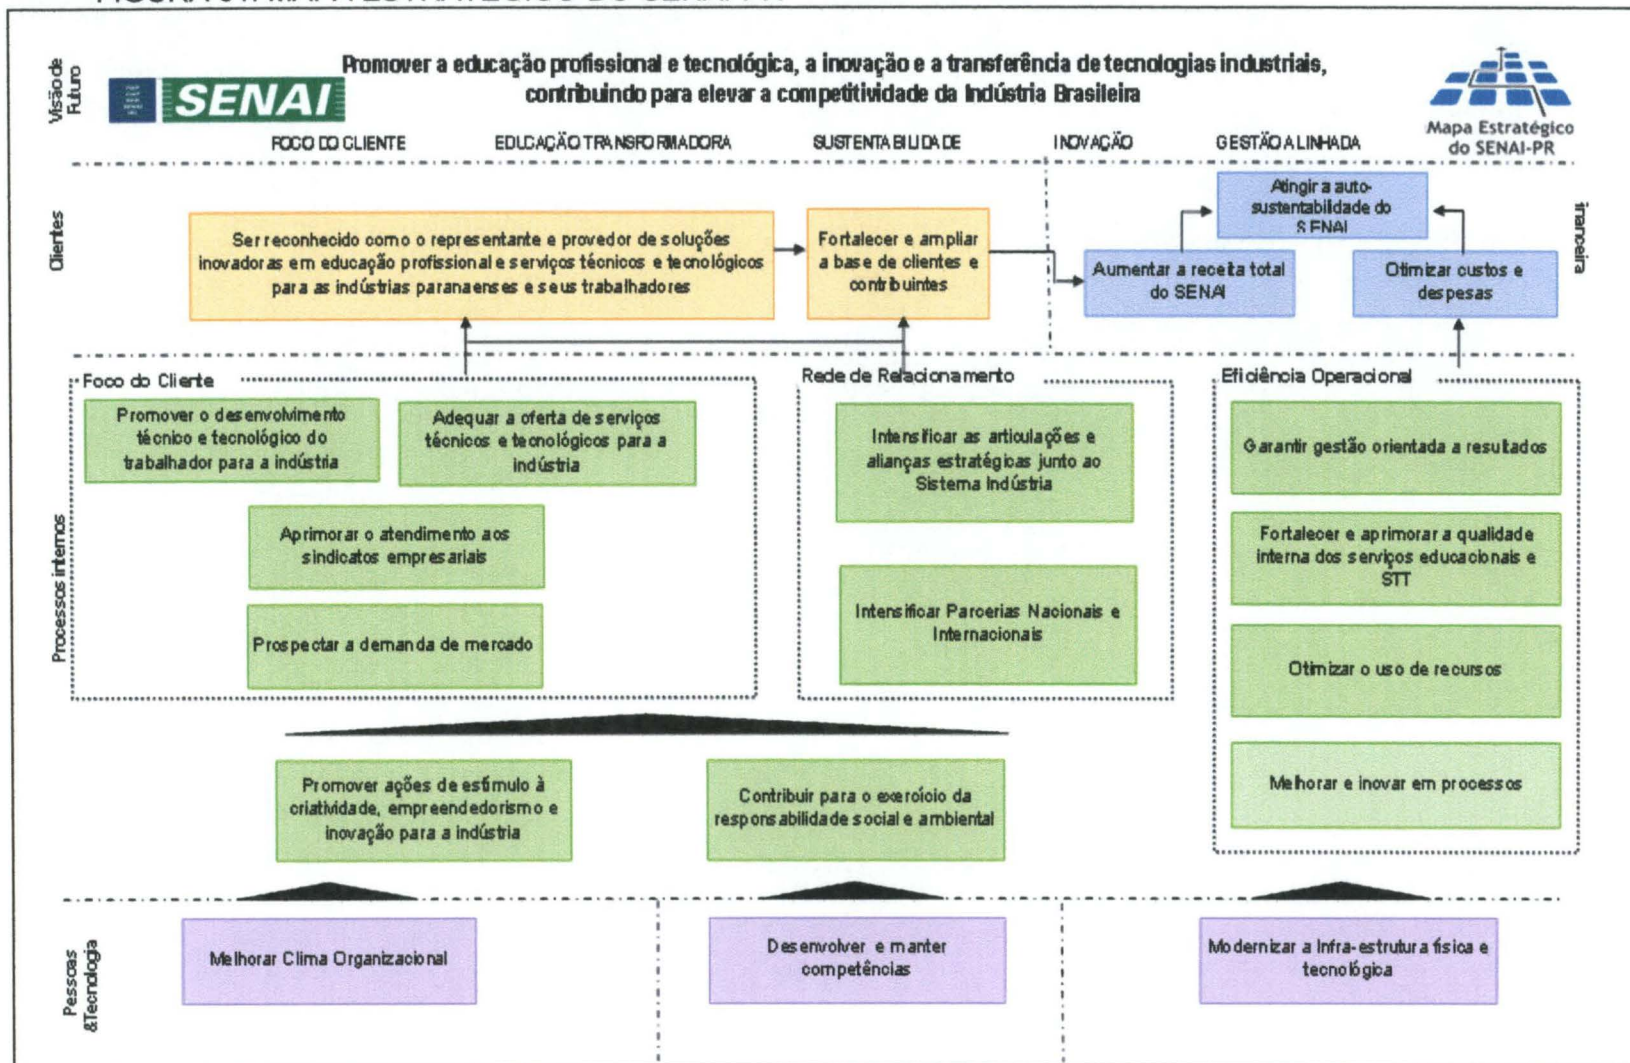 Visão de
Futuro
SENAI
Promover a educação profissional e tecnológica, a inovação e a transferência de tecnologias industriais,
contribuindo para elevar a competitividade da Indústria Brasileira
Mapa Estratégico
do SENAI-PR
FOCO DO CLIENTE
EDUCAÇÃO TRANSFORMADORA
SUSTENTABILIDADE
INOVAÇÃO
GESTÃO ALINHADA
Clientes
Ser reconhecido como o representante e provedor de soluções
inovadoras em educação profissional e serviços técnicos e tecnológicos
para as indústrias paranaenses e seus trabalhadores
Fortalecer e ampliar
a base de clientes e
contribuintes
Atingir a auto-
sustentabilidade do
SENAI
Aumentar a receita total
do SENAI
Otimizar custos e
despesas
inanceira
Processos internos
Foco do Cliente
Promover o desenvolvimento
técnico e tecnológico do
trabalhador para a indústria
Adequar a oferta de serviços
técnicos e tecnológicos para a
indústria
Aprimorar o atendimento aos
sindicatos empresariais
Prospectar a demanda de mercado
Rede de Relacionamento
Intensificar as articulações e
alianças estratégicas junto ao
Sistema Indústria
Intensificar Parcerias Nacionais e
Internacionais
Eficiência Operacional
Garantir gestão orientada a resultados
Fortalecer e aprimorar a qualidade
interna dos serviços educacionais e
STT
Otimizar o uso de recursos
Melhorar e inovar em processos
Promover ações de estímulo à
criatividade, empreendedorismo e
inovação para a indústria
Contribuir para o exercício da
responsabilidade social e ambiental
Pessoas
&Tecnologia
Melhorar Clima Organizacional
Desenvolver e manter
competências
Modernizar a Infra-estrutura física e
tecnológica